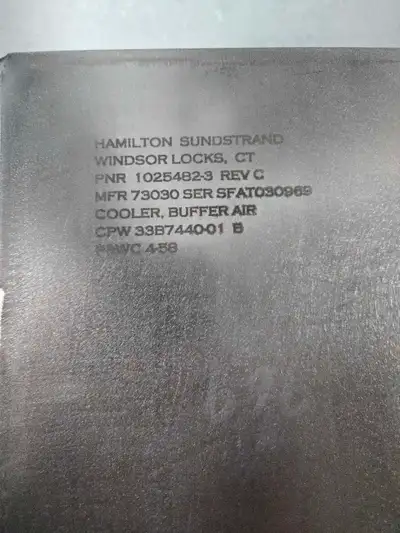 HAMILTON SUNDSTRAND
WINDSOR LOCKS, CT
PNR 1025482-3 REV C
MFR 73030 SER SFAT030969
COOLER, BUFFER AIR
CPW 33B7440-01 B
4-58